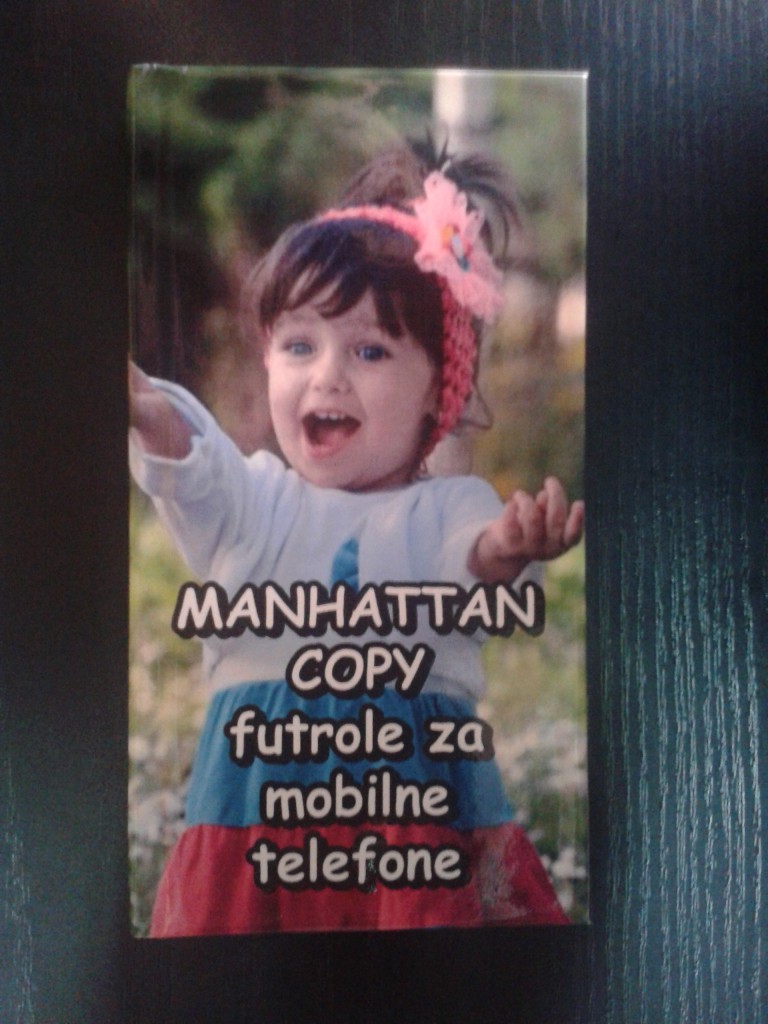 MANHATTAN
COPY
futrole za
mobilne
telefone